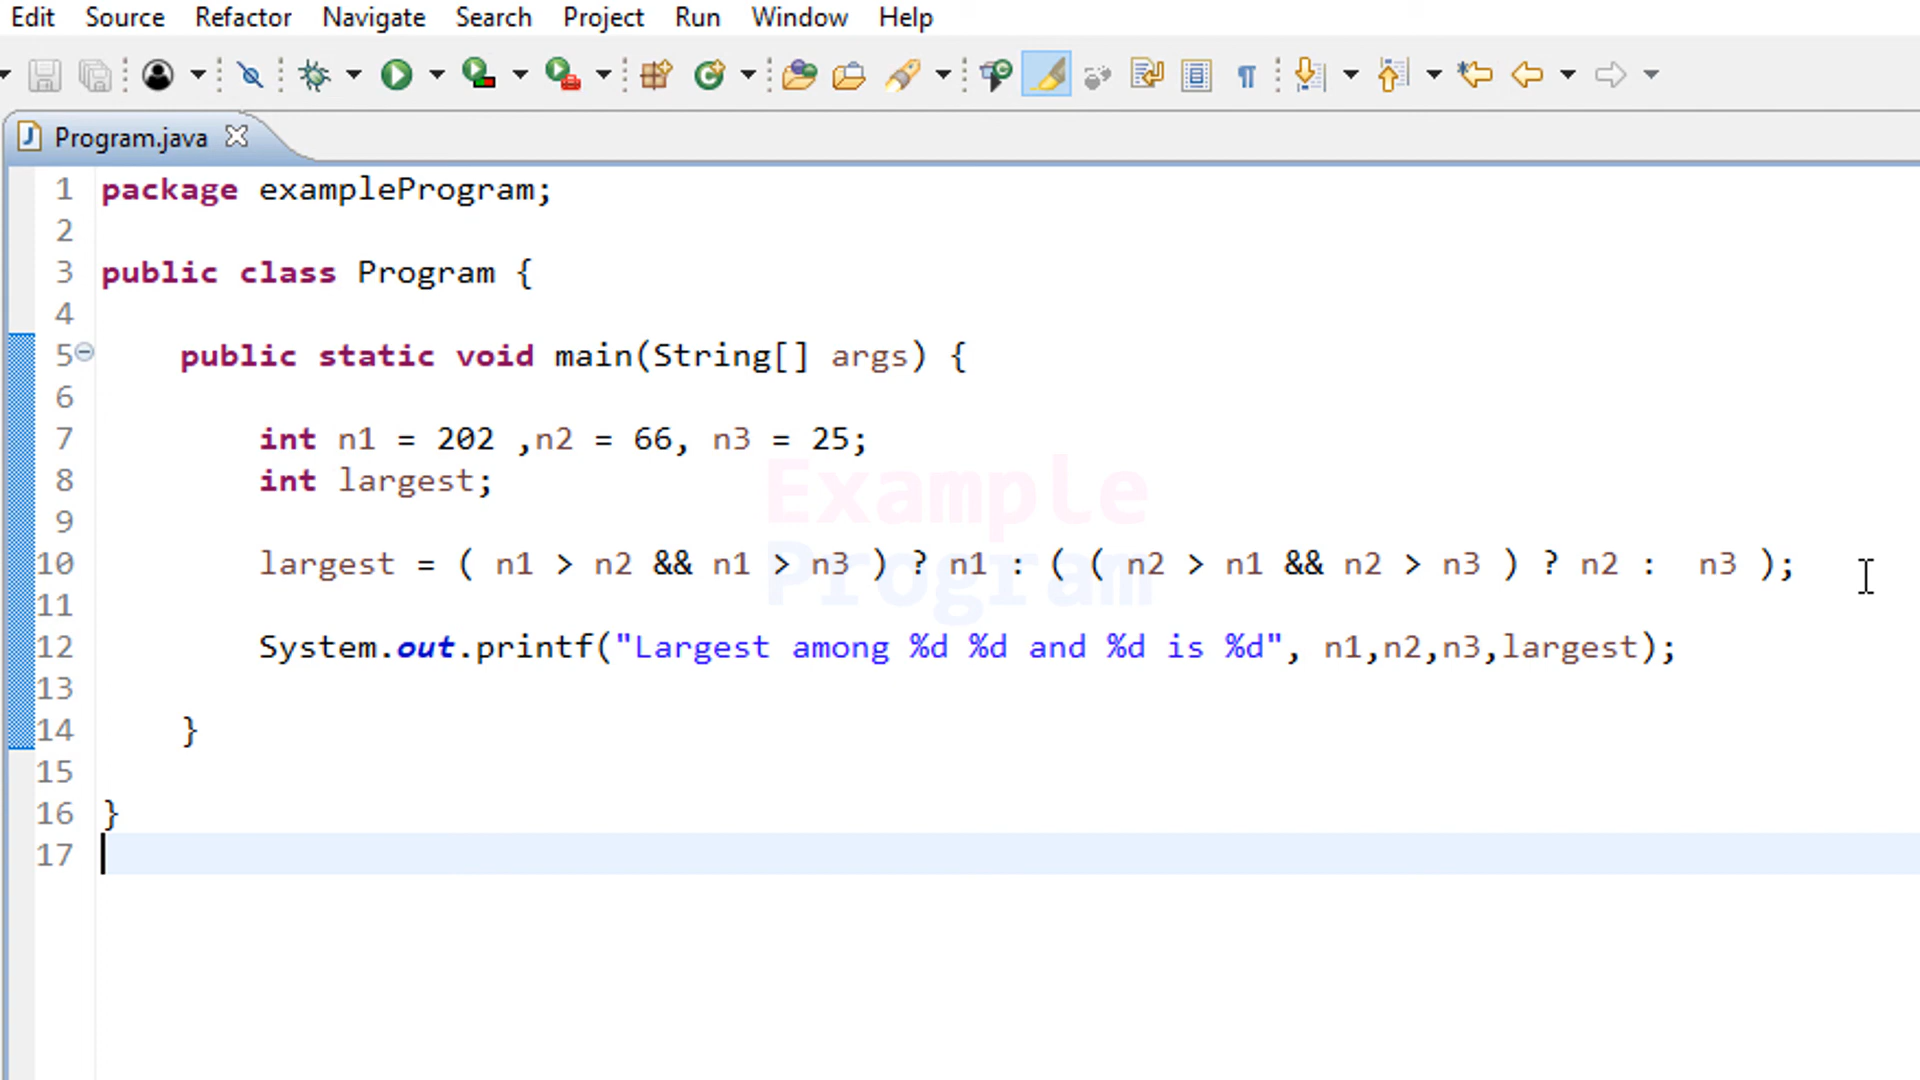 Edit Source Refactor Navigate Search Project Run Window Help
Program.java
1 package exampleProgram;
2
3 public class Program {
4
5 public static void main(String[] args) {
6
7 int n1 = 202 ,n2 = 66, n3 = 25;
8 int largest;
9
10 largest = ( n1 > n2 && n1 > n3 ) ? n1 : ( ( n2 > n1 && n2 > n3 ) ? n2 :  n3 );
11
12 System.out.printf("Largest among %d %d and %d is %d", n1,n2,n3,largest);
13
14 }
15
16 }
17
Example
Program